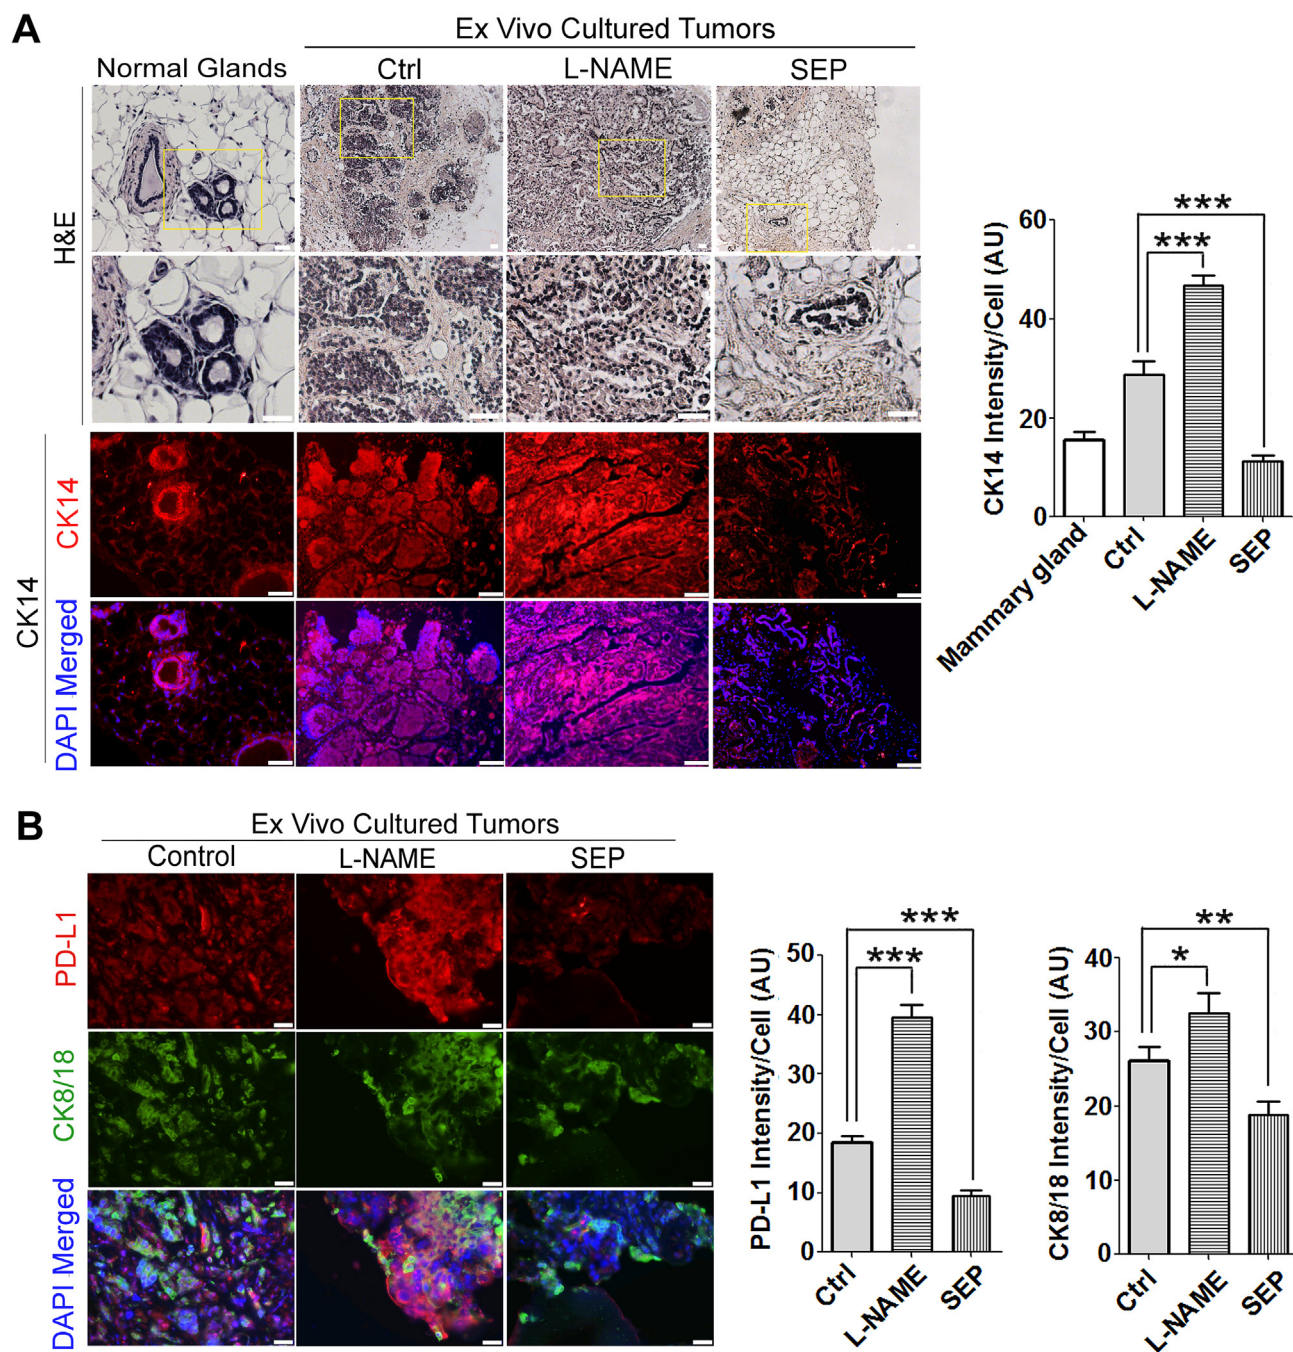 A
Ex Vivo Cultured Tumors
Normal Glands
Ctrl
L-NAME
SEP
H&E
CK14
CK14
DAPI Merged
CK14 Intensity/Cell (AU)
60
40
20
0
***
***
Mammary gland
Ctrl
L-NAME
SEP
B
Ex Vivo Cultured Tumors
Control
L-NAME
SEP
PD-L1
CK8/18
DAPI Merged
PD-L1 Intensity/Cell (AU)
50
40
30
20
10
0
***
***
Ctrl
L-NAME
SEP
CK8/18 Intensity/Cell (AU)
40
30
20
10
0
**
*
Ctrl
L-NAME
SEP